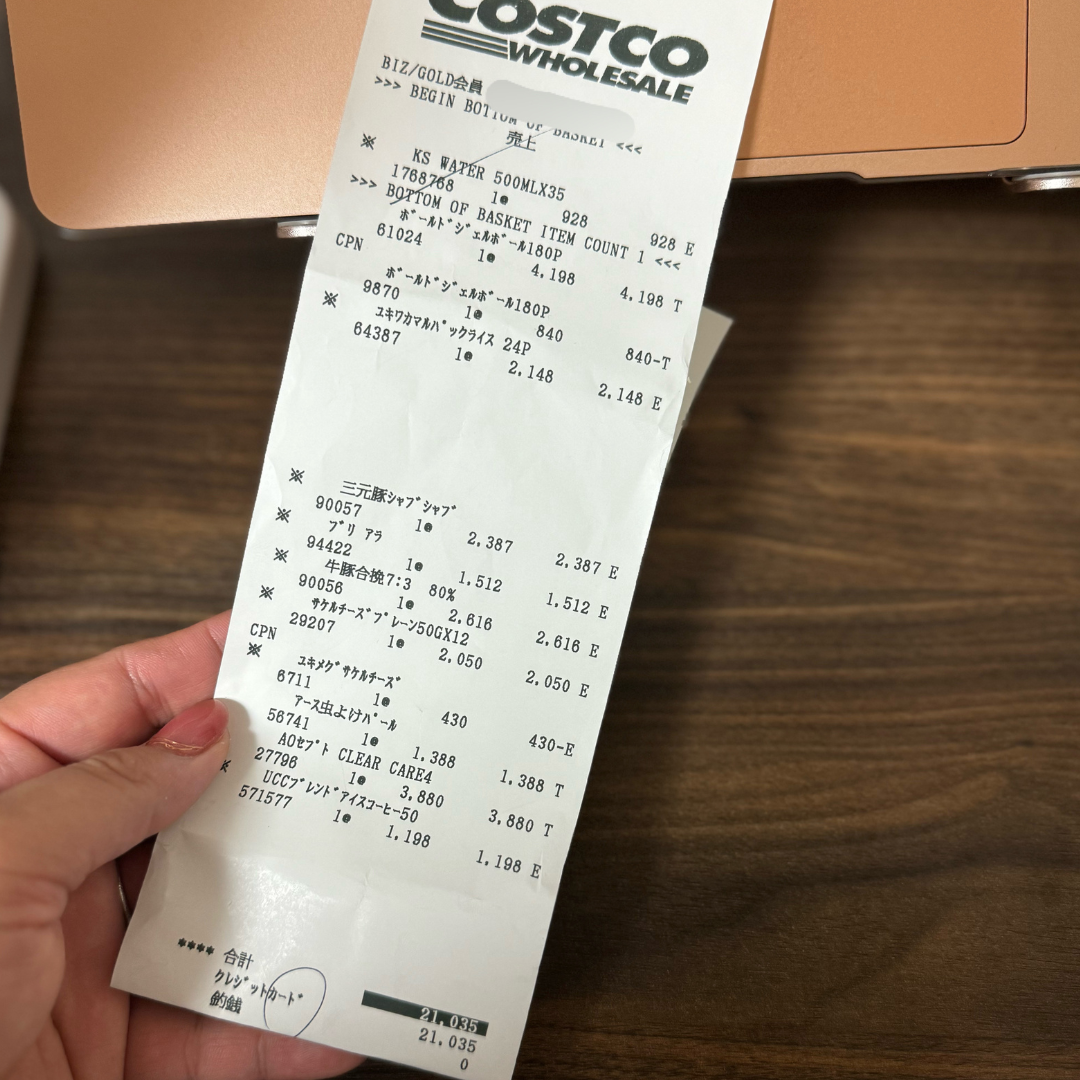 COSTCO
WHOLESALE
BIZ/GOLD会員
>>> BEGIN BOTTOM OF BASKET <<<
売上
※ KS WATER 500MLX35
1768768 1@ 928 928 E
>>> BOTTOM OF BASKET ITEM COUNT 1 <<<
ボールドジェルボール180P
61024 1@ 4.198 4.198 T
CPN ボールドジェルボール180P
9870 1@ 840 840-T
※ ユキワカマルパックライス 24P
64387 1@ 2.148 2.148 E
※ 三元豚シャブシャブ
90057 1@ 2.387 2.387 E
※ ブリ アラ
94422 1@ 1.512 1.512 E
※ 牛豚合挽7:3 80%
90056 1@ 2.616 2.616 E
※ サケルチーズプレーン50GX12
29207 1@ 2.050 2.050 E
CPN
※ ユキメグサケルチーズ
6711 1@ 430 430-E
アース虫よけパール
56741 1@ 1.388 1.388 T
AOセプト CLEAR CARE4
27796 1@ 3,880 3,880 T
※ UCCブレンドアイスコーヒー50
571577 1@ 1.198 1.198 E
**** 合計 21,035
クレジットカード 21.035
釣銭 0